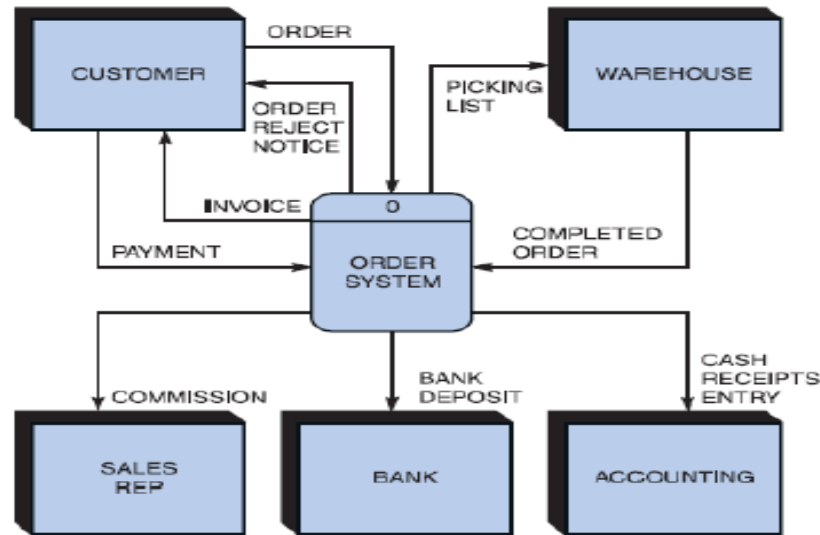 ORDER
CUSTOMER
WAREHOUSE
PICKING
LIST
ORDER
REJECT
NOTICE
INVOICE
0
PAYMENT
ORDER
SYSTEM
COMPLETED
ORDER
COMMISSION
BANK
DEPOSIT
CASH
RECEIPTS
ENTRY
SALES
REP
BANK
ACCOUNTING